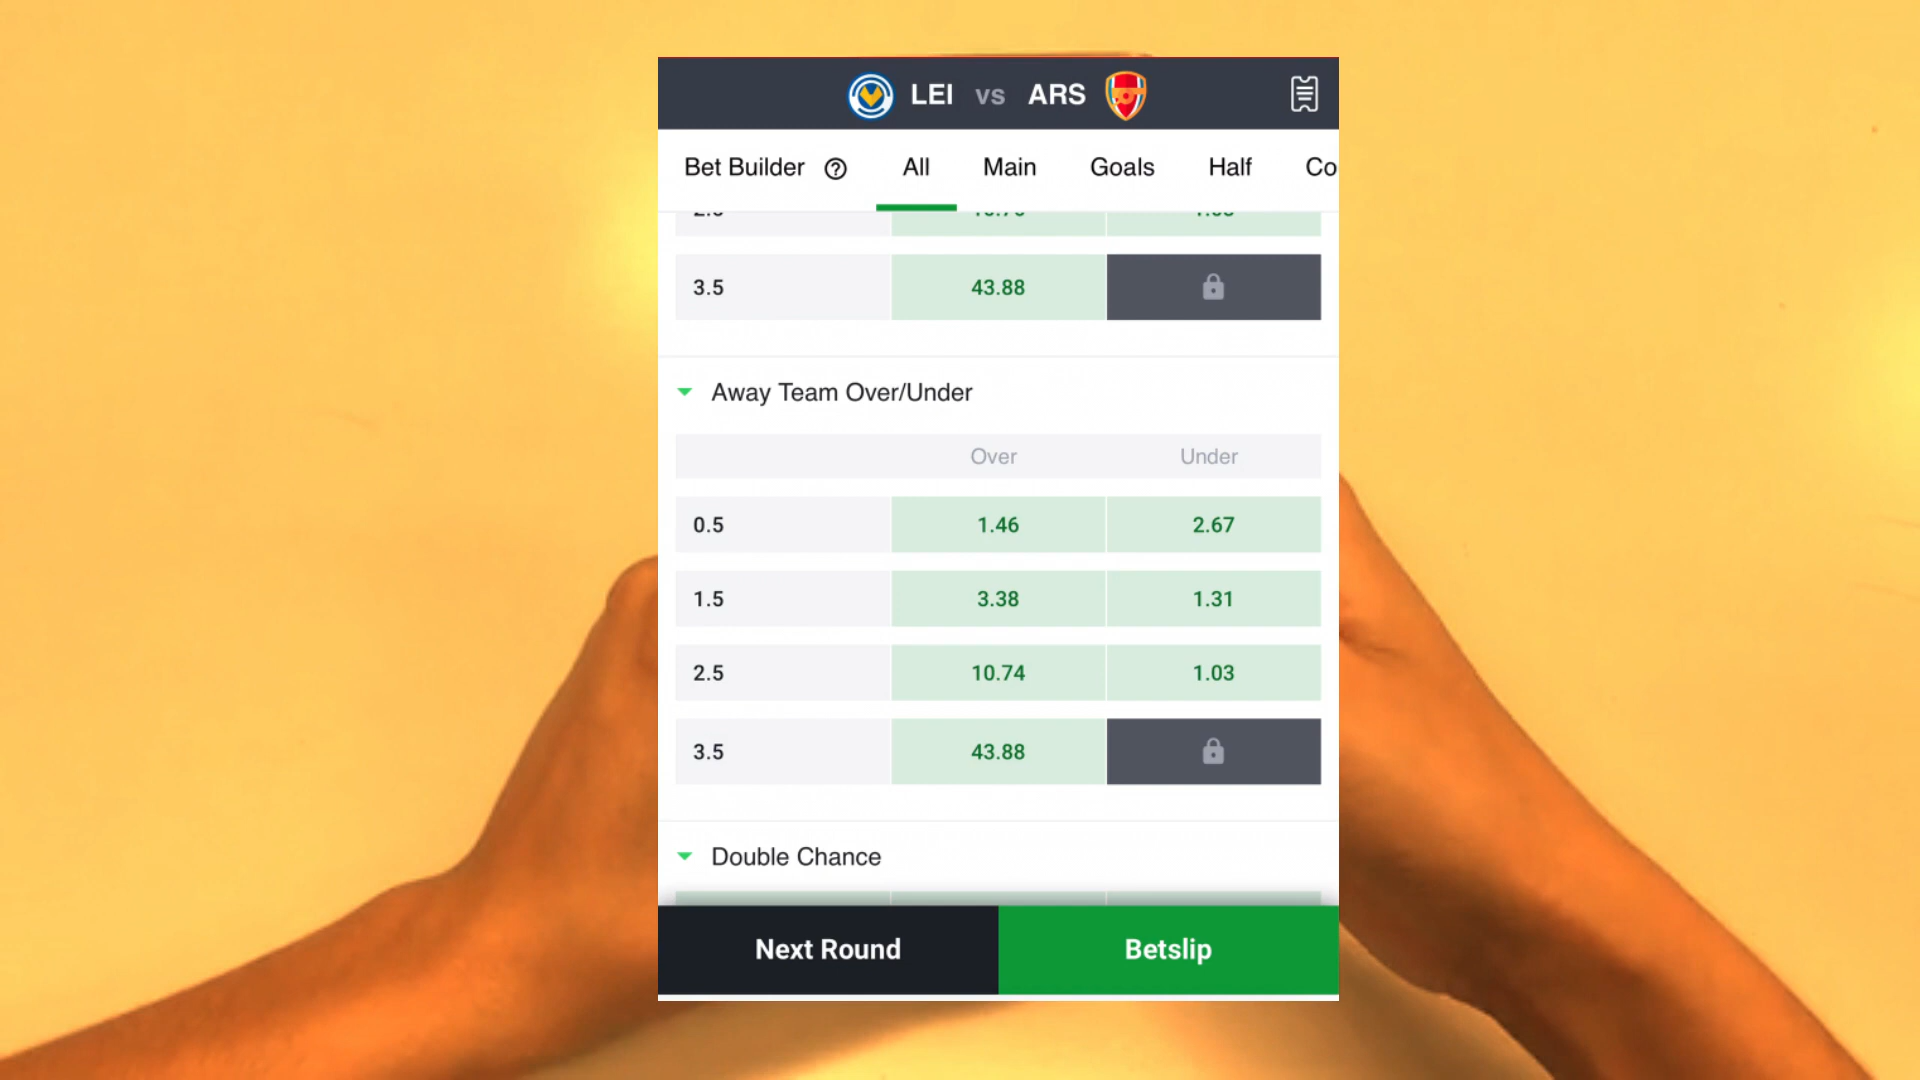 LEI vs ARS
Bet Builder ? All Main Goals Half Co
3.5 43.88
Away Team Over/Under
Over Under
0.5 1.46 2.67
1.5 3.38 1.31
2.5 10.74 1.03
3.5 43.88
Double Chance
Next Round Betslip